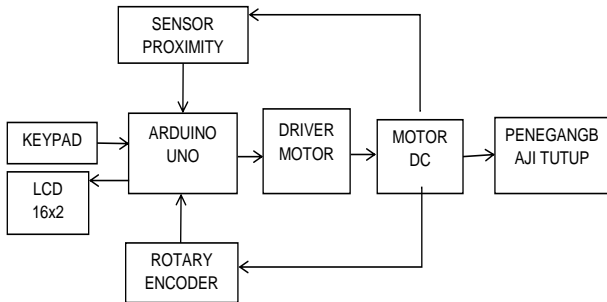 SENSOR
PROXIMITY
KEYPAD
LCD
16x2
ARDUINO
UNO
DRIVER
MOTOR
MOTOR
DC
PENEGANGB
AJI TUTUP
ROTARY
ENCODER